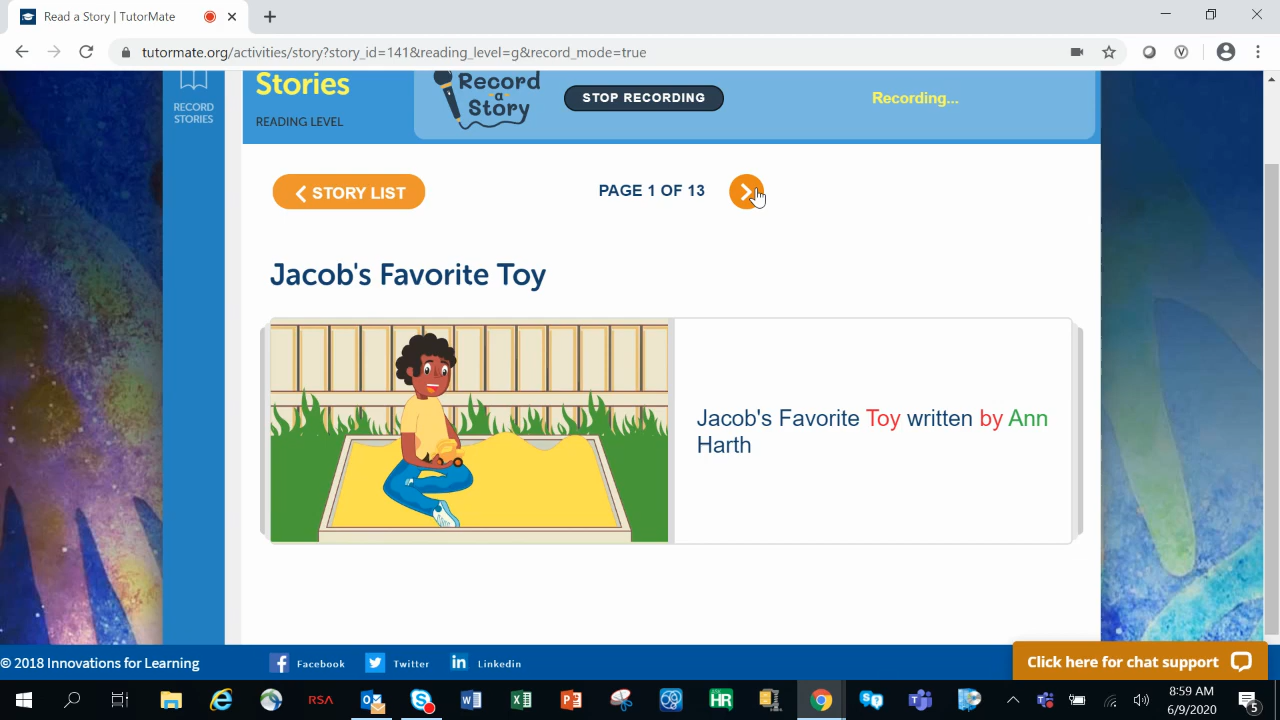 Read a Story | TutorMate
tutormate.org/activities/story?story_id=141&reading_level=g&record_mode=true
Stories
READING LEVEL
RECORD
STORIES
Record
a
Story
STOP RECORDING
Recording...
STORY LIST
PAGE 1 OF 13
Jacob's Favorite Toy
Jacob's Favorite Toy written by Ann
Harth
© 2018 Innovations for Learning
Facebook
Twitter
Linkedin
Click here for chat support
RSA
HR
8:59 AM
6/9/2020
5